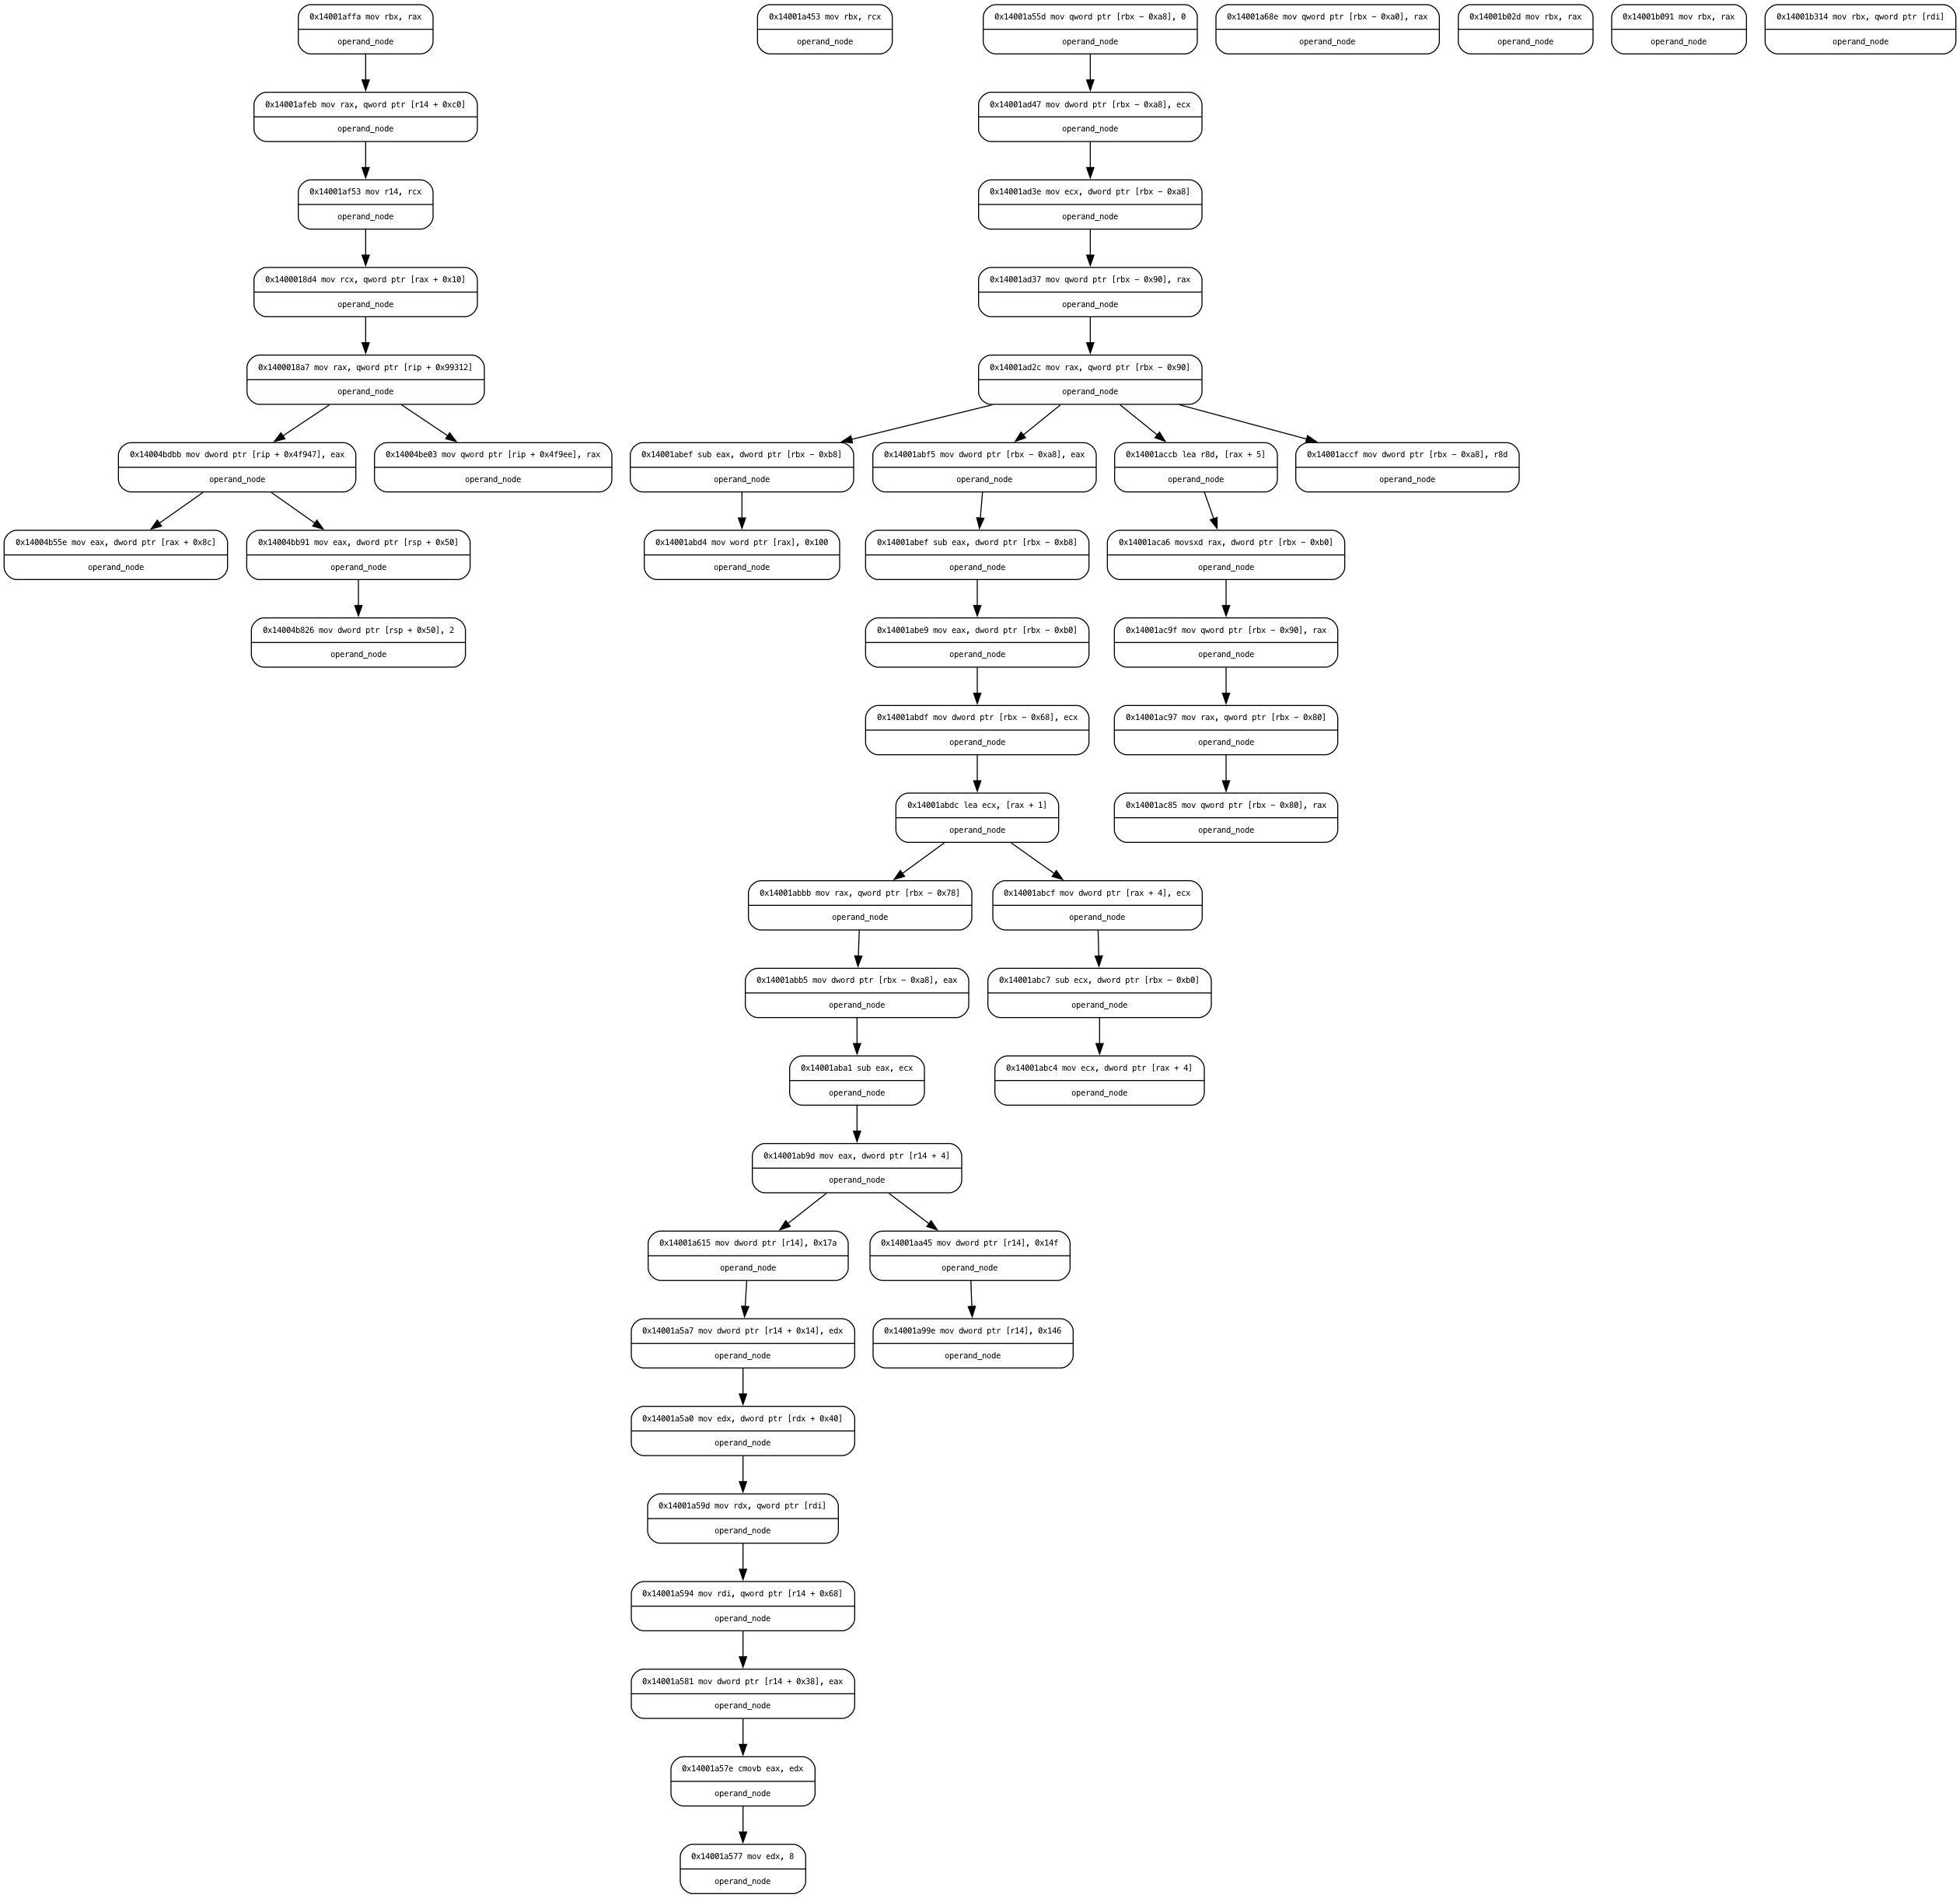 0x14001affa mov rbx, rax
operand_node
0x14001a453 mov rbx, rcx
operand_node
0x14001a55d mov qword ptr [rbx − 0xa8], 0
operand_node
0x14001a68e mov qword ptr [rbx − 0xa0], rax
operand_node
0x14001b02d mov rbx, rax
operand_node
0x14001b091 mov rbx, rax
operand_node
0x14001b314 mov rbx, qword ptr [rdi]
operand_node
0x14001afeb mov rax, qword ptr [r14 + 0xc0]
operand_node
0x14001ad47 mov dword ptr [rbx − 0xa8], ecx
operand_node
0x14001af53 mov r14, rcx
operand_node
0x14001ad3e mov ecx, dword ptr [rbx − 0xa8]
operand_node
0x1400018d4 mov rcx, qword ptr [rax + 0x10]
operand_node
0x14001ad37 mov qword ptr [rbx − 0x90], rax
operand_node
0x1400018a7 mov rax, qword ptr [rip + 0x99312]
operand_node
0x14001ad2c mov rax, qword ptr [rbx − 0x90]
operand_node
0x14004bdbb mov dword ptr [rip + 0x4f947], eax
operand_node
0x14004be03 mov qword ptr [rip + 0x4f9ee], rax
operand_node
0x14001abef sub eax, dword ptr [rbx − 0xb8]
operand_node
0x14001abf5 mov dword ptr [rbx − 0xa8], eax
operand_node
0x14001accb lea r8d, [rax + 5]
operand_node
0x14001accf mov dword ptr [rbx − 0xa8], r8d
operand_node
0x14004b55e mov eax, dword ptr [rax + 0x8c]
operand_node
0x14004bb91 mov eax, dword ptr [rsp + 0x50]
operand_node
0x14001abd4 mov word ptr [rax], 0x100
operand_node
0x14001abef sub eax, dword ptr [rbx − 0xb8]
operand_node
0x14001aca6 movsxd rax, dword ptr [rbx − 0xb0]
operand_node
0x14004b826 mov dword ptr [rsp + 0x50], 2
operand_node
0x14001abe9 mov eax, dword ptr [rbx − 0xb0]
operand_node
0x14001ac9f mov qword ptr [rbx − 0x90], rax
operand_node
0x14001abdf mov dword ptr [rbx − 0x68], ecx
operand_node
0x14001ac97 mov rax, qword ptr [rbx − 0x80]
operand_node
0x14001abdc lea ecx, [rax + 1]
operand_node
0x14001ac85 mov qword ptr [rbx − 0x80], rax
operand_node
0x14001abbb mov rax, qword ptr [rbx − 0x78]
operand_node
0x14001abcf mov dword ptr [rax + 4], ecx
operand_node
0x14001abb5 mov dword ptr [rbx − 0xa8], eax
operand_node
0x14001abc7 sub ecx, dword ptr [rbx − 0xb0]
operand_node
0x14001aba1 sub eax, ecx
operand_node
0x14001abc4 mov ecx, dword ptr [rax + 4]
operand_node
0x14001ab9d mov eax, dword ptr [r14 + 4]
operand_node
0x14001a615 mov dword ptr [r14], 0x17a
operand_node
0x14001aa45 mov dword ptr [r14], 0x14f
operand_node
0x14001a5a7 mov dword ptr [r14 + 0x14], edx
operand_node
0x14001a99e mov dword ptr [r14], 0x146
operand_node
0x14001a5a0 mov edx, dword ptr [rdx + 0x40]
operand_node
0x14001a59d mov rdx, qword ptr [rdi]
operand_node
0x14001a594 mov rdi, qword ptr [r14 + 0x68]
operand_node
0x14001a581 mov dword ptr [r14 + 0x38], eax
operand_node
0x14001a57e cmovb eax, edx
operand_node
0x14001a577 mov edx, 8
operand_node